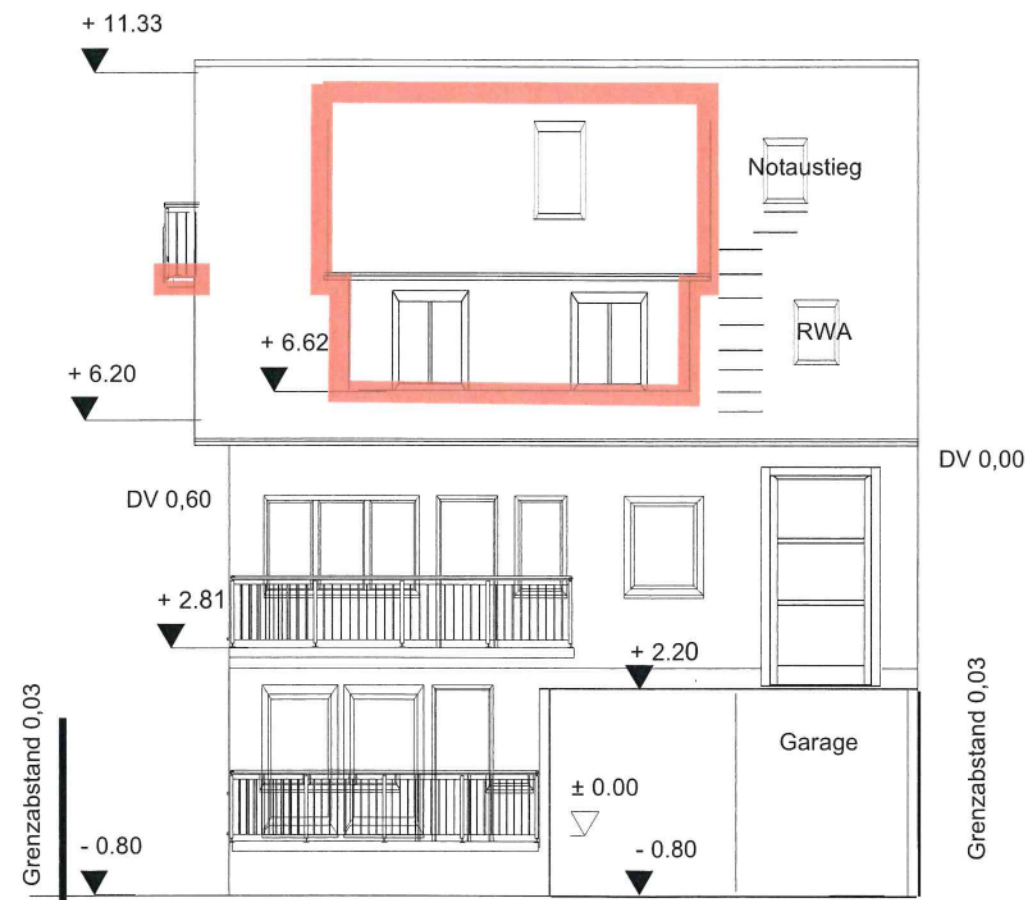 + 11.33
Notaustieg
RWA
+ 6.62
+ 6.20
DV 0,00
DV 0,60
+ 2.81
+ 2.20
Grenzabstand 0,03
Grenzabstand 0,03
Garage
± 0.00
- 0.80
- 0.80